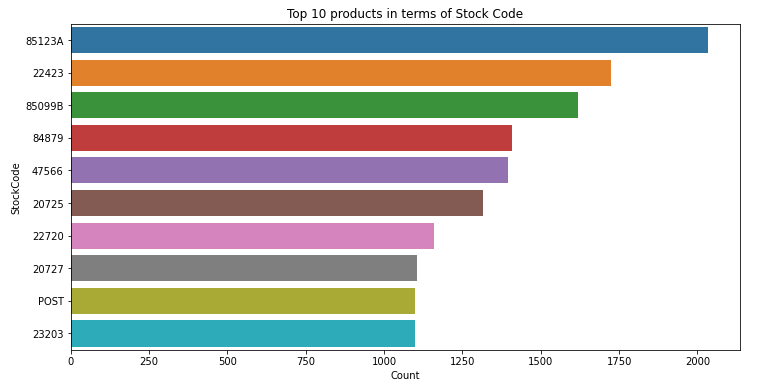 Top 10 products in terms of Stock Code
85123A
22423
85099B
84879
47566
20725
22720
20727
POST
23203
StockCode
0 250 500 750 1000 1250 1500 1750 2000
Count